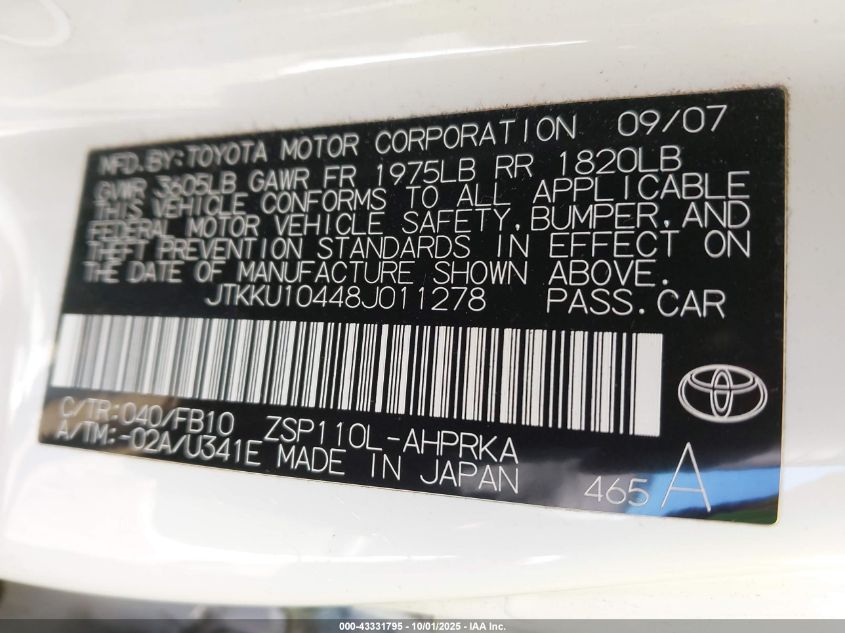 MFD.BY:TOYOTA MOTOR CORPORATION 09/07
GVWR 3605LB GAWR FR 1975LB RR 1820LB
THIS VEHICLE CONFORMS TO ALL APPLICABLE
FEDERAL MOTOR VEHICLE SAFETY,BUMPER,AND
THEFT PREVENTION STANDARDS IN EFFECT ON
THE DATE OF MANUFACTURE SHOWN ABOVE.
JTKKU10448J011278 PASS.CAR
C/TR:040/FB10 ZSP110L-AHPRKA
A/TM:-02A/U341E MADE IN JAPAN 465 A
000-43331795 - 10/01/2025 - IAA Inc.